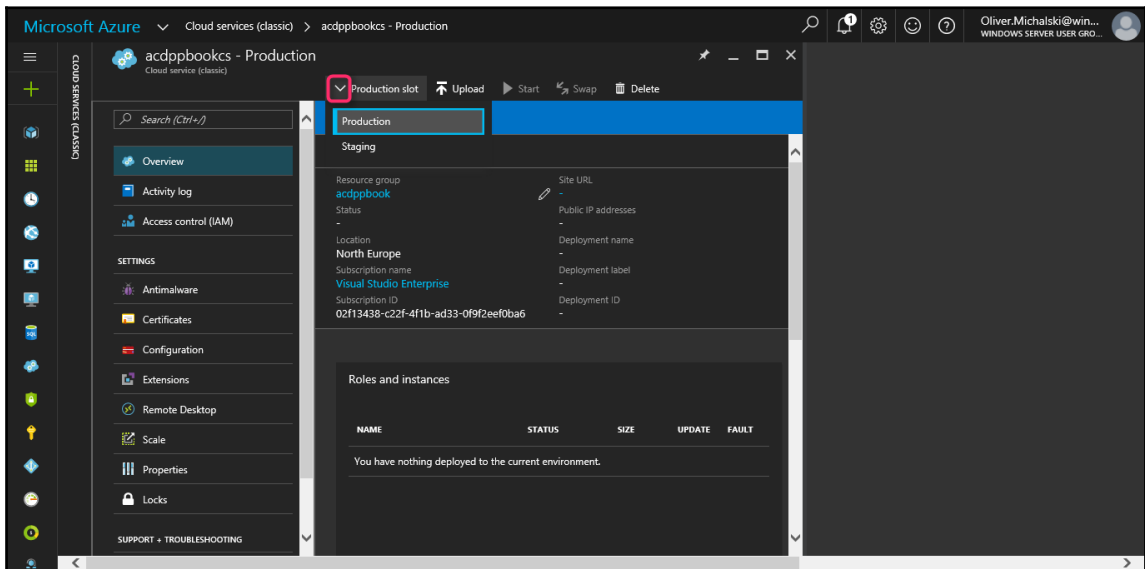 Microsoft Azure Cloud services (classic) > acdppbookcs - Production
1
Oliver.Michalski@win...
WINDOWS SERVER USER GRO...
CLOUD SERVICES (CLASSIC)
acdppbookcs - Production
Cloud service (classic)
Production slot Upload Start Swap Delete
Search (Ctrl+/)
Overview
Activity log
Access control (IAM)
SETTINGS
Antimalware
Certificates
Configuration
Extensions
Remote Desktop
Scale
Properties
Locks
SUPPORT + TROUBLESHOOTING
Production
Staging
Resource group
acdppbook
Status
-
Location
North Europe
Subscription name
Visual Studio Enterprise
Subscription ID
02f13438-c22f-4f1b-ad33-0f9f2eef0ba6
Site URL
-
Public IP addresses
-
Deployment name
-
Deployment label
-
Deployment ID
-
Roles and instances
NAME STATUS SIZE UPDATE FAULT
You have nothing deployed to the current environment.